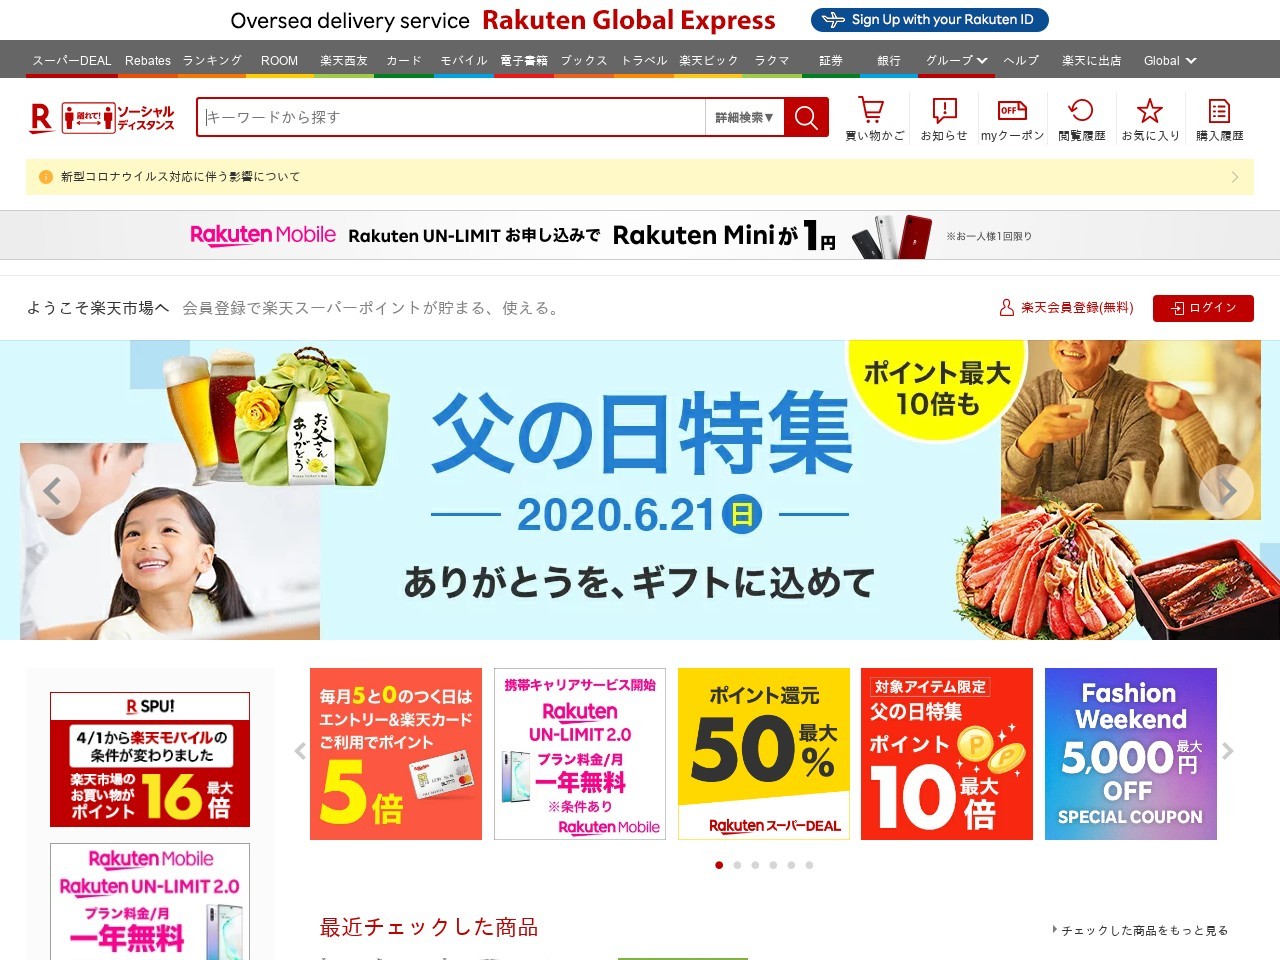 Oversea delivery service Rakuten Global Express Sign Up with your Rakuten ID
スーパーDEAL Rebates ランキング ROOM 楽天西友 カード モバイル 電子書籍 ブックス トラベル 楽天ビック ラクマ 証券 銀行 グループ ヘルプ 楽天に出店 Global
R 離れて! ソーシャル
ディスタンス
キーワードから探す 詳細検索▼
買い物かご お知らせ myクーポン 閲覧履歴 お気に入り 購入履歴
OFF
新型コロナウイルス対応に伴う影響について
Rakuten Mobile Rakuten UN-LIMIT お申し込みで Rakuten Miniが1円 ※お一人様1回限り
ようこそ楽天市場へ 会員登録で楽天スーパーポイントが貯まる、使える。
楽天会員登録(無料) ログイン
お父さん
ありがとう
父の日特集
2020.6.21 日
ありがとうを、ギフトに込めて
ポイント最大
10倍も
R SPU!
4/1から楽天モバイルの
条件が変わりました
楽天市場の
お買い物が
ポイント 16 最大
倍
Rakuten Mobile
Rakuten UN-LIMIT 2.0
プラン料金/月
一年無料
毎月5と0のつく日は
エントリー&楽天カード
ご利用でポイント
5倍
携帯キャリアサービス開始
Rakuten
UN-LIMIT 2.0
プラン料金/月
一年無料
※条件あり
Rakuten Mobile
ポイント還元
50 最大
%
Rakuten スーパーDEAL
対象アイテム限定
父の日特集
ポイント
P
10 最大
倍
Fashion
Weekend
5,000 最大
円
OFF
SPECIAL COUPON
最近チェックした商品
チェックした商品をもっと見る